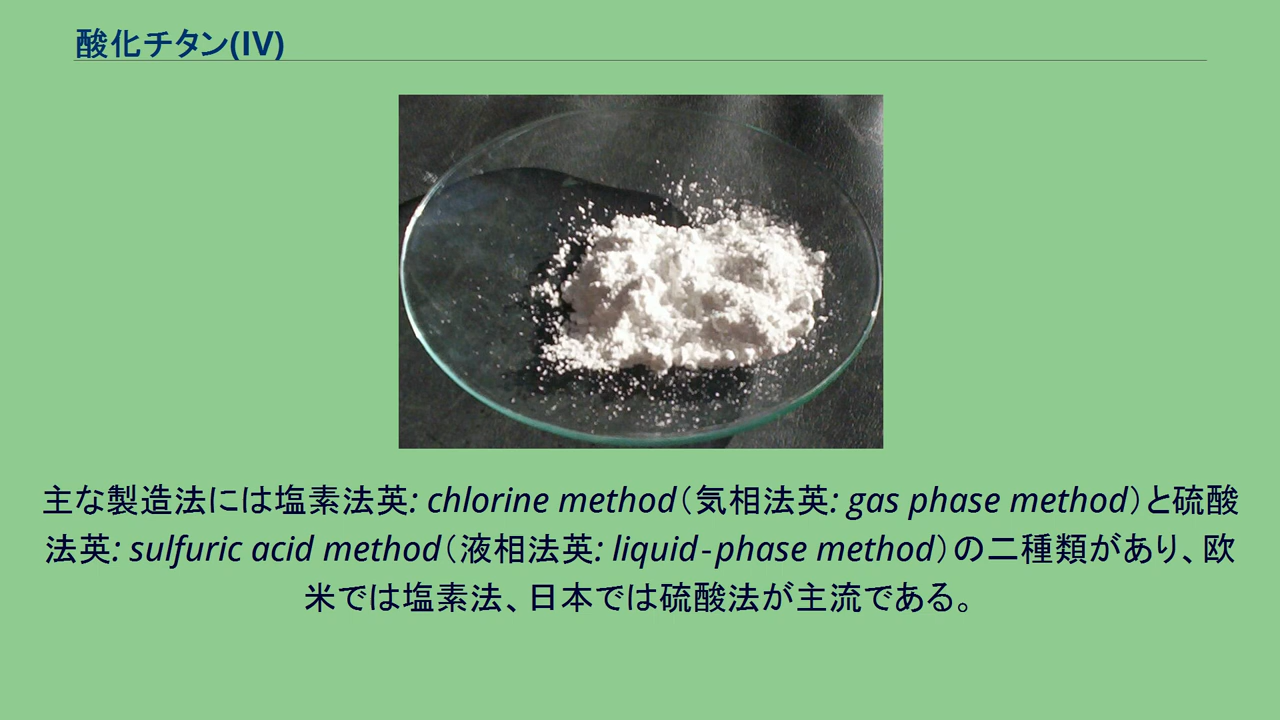 酸化チタン(IV)
主な製造法には塩素法英: chlorine method（気相法英: gas phase method）と硫酸
法英: sulfuric acid method（液相法英: liquid-phase method）の二種類があり、欧
米では塩素法、日本では硫酸法が主流である。